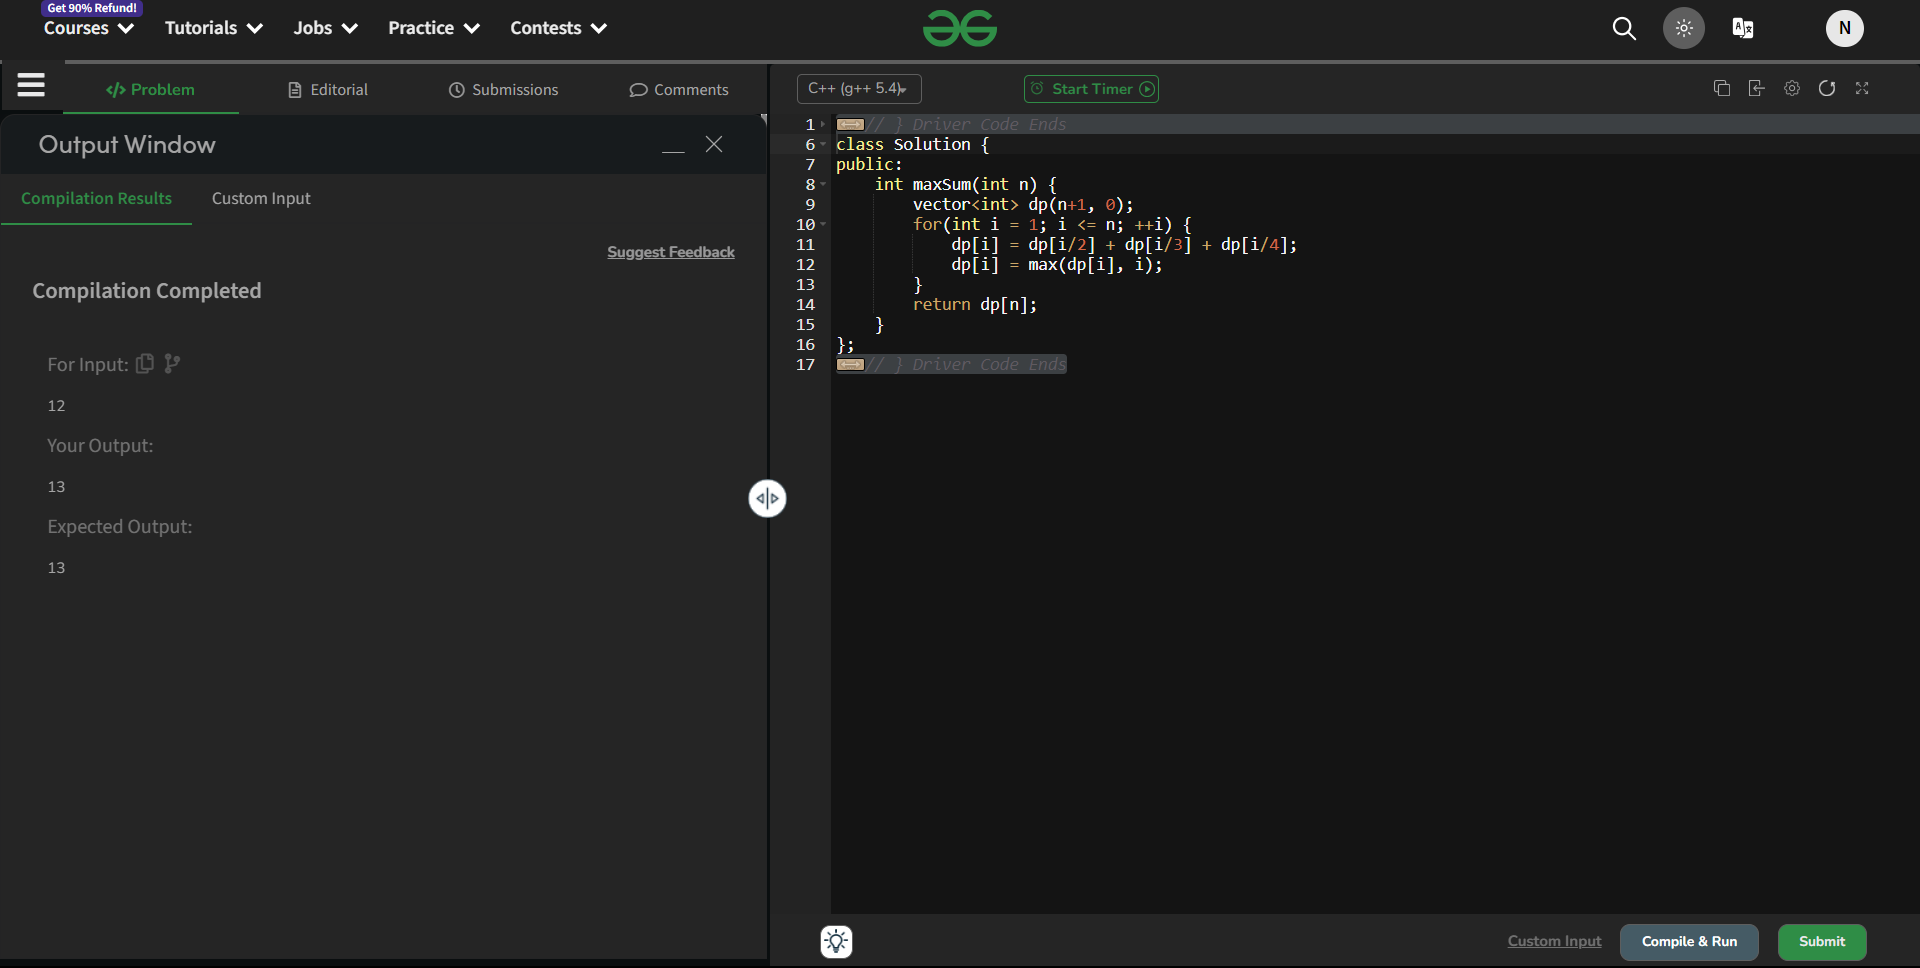 Get 90% Refund!
Courses Tutorials Jobs Practice Contests
N
Problem Editorial Submissions Comments
Output Window
Compilation Results Custom Input
Suggest Feedback
Compilation Completed
For Input:
12
Your Output:
13
Expected Output:
13
C++ (g++ 5.4)
Start Timer
1 // } Driver Code Ends
6 class Solution {
7 public:
8     int maxSum(int n) {
9         vector<int> dp(n+1, 0);
10         for(int i = 1; i <= n; ++i) {
11             dp[i] = dp[i/2] + dp[i/3] + dp[i/4];
12             dp[i] = max(dp[i], i);
13         }
14         return dp[n];
15     }
16 };
17 // } Driver Code Ends
Custom Input Compile & Run Submit